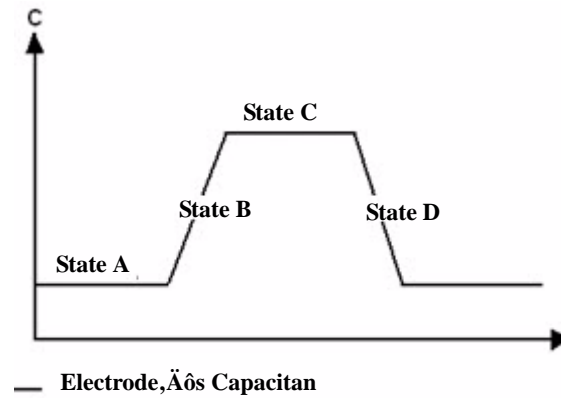 C
State C
State B
State D
State A
Electrode‚Äôs Capacitan